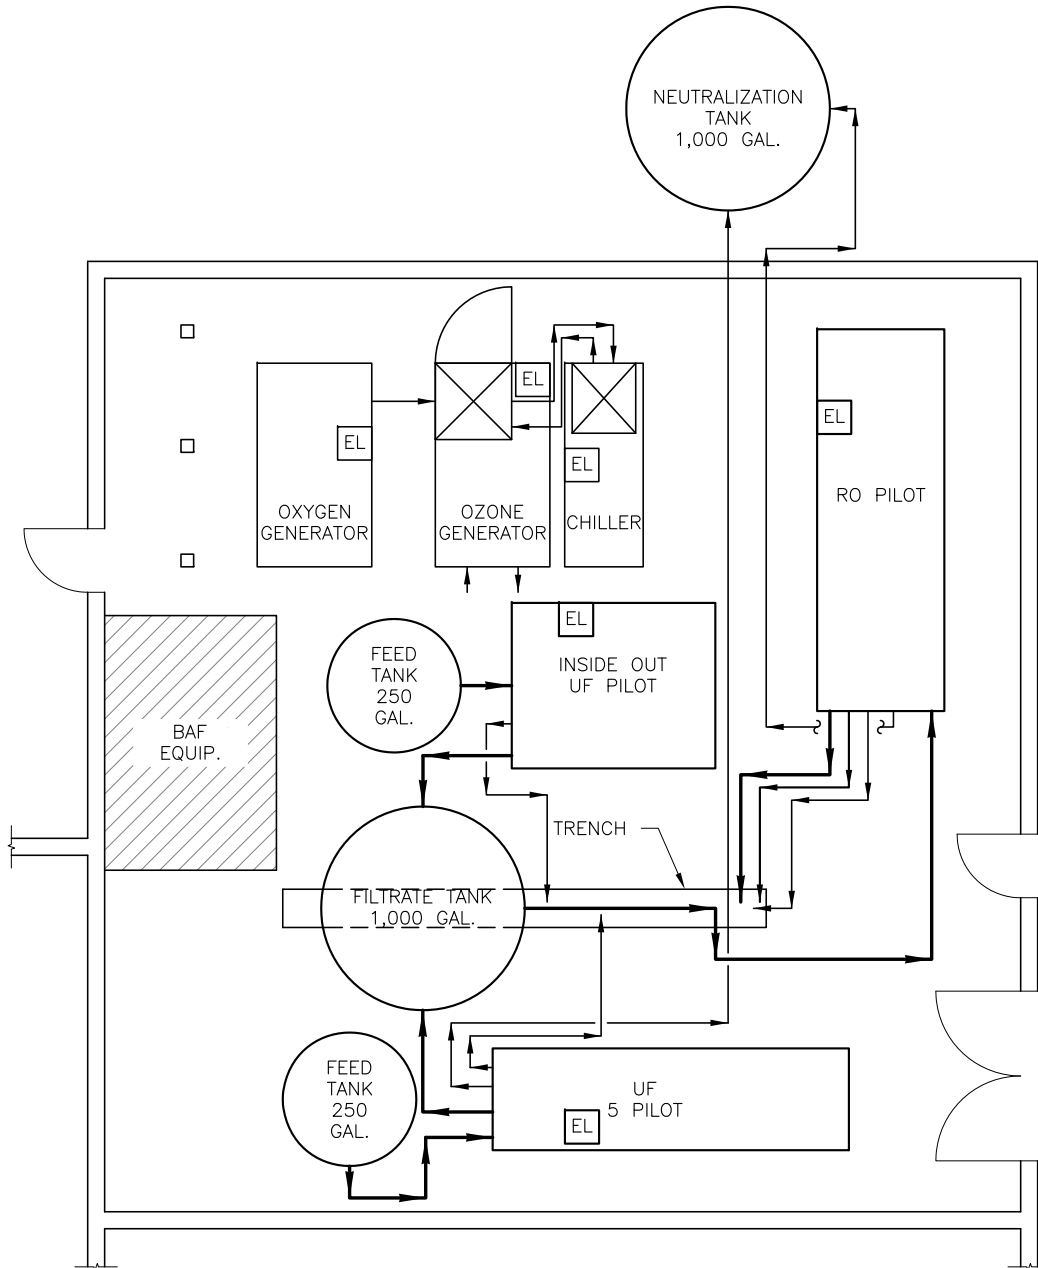 NEUTRALIZATION
TANK
1,000 GAL.
EL
EL
EL
EL
OXYGEN
GENERATOR
OZONE
GENERATOR
CHILLER
RO PILOT
EL
INSIDE OUT
UF PILOT
FEED
TANK
250
GAL.
BAF
EQUIP.
TRENCH
FILTRATE TANK
1,000 GAL.
FEED
TANK
250
GAL.
UF
5 PILOT
EL